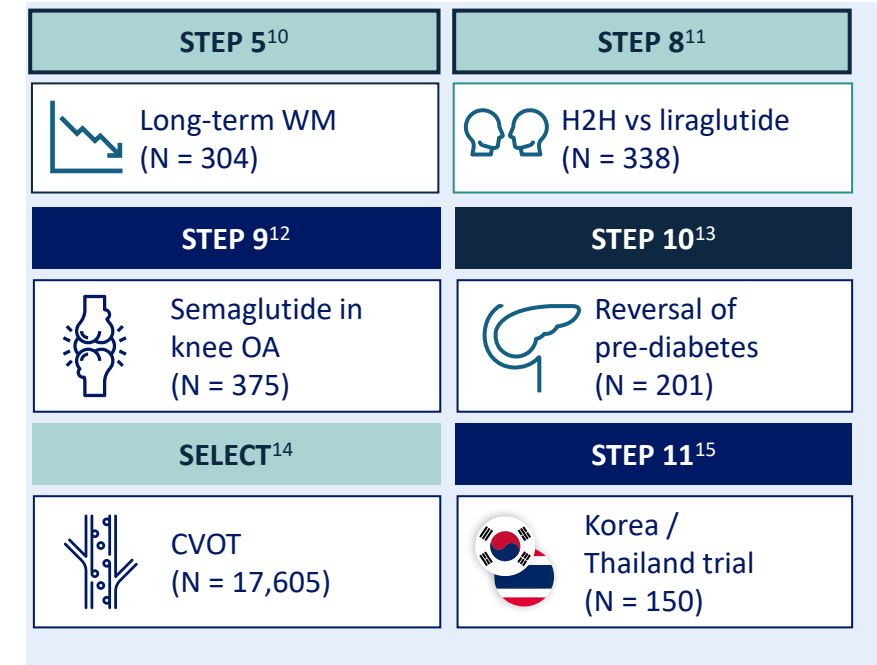 STEP 5¹⁰
Long-term WM
(N = 304)
STEP 8¹¹
H2H vs liraglutide
(N = 338)
STEP 9¹²
Semaglutide in
knee OA
(N = 375)
STEP 10¹³
Reversal of
pre-diabetes
(N = 201)
SELECT¹⁴
CVOT
(N = 17,605)
STEP 11¹⁵
Korea /
Thailand trial
(N = 150)